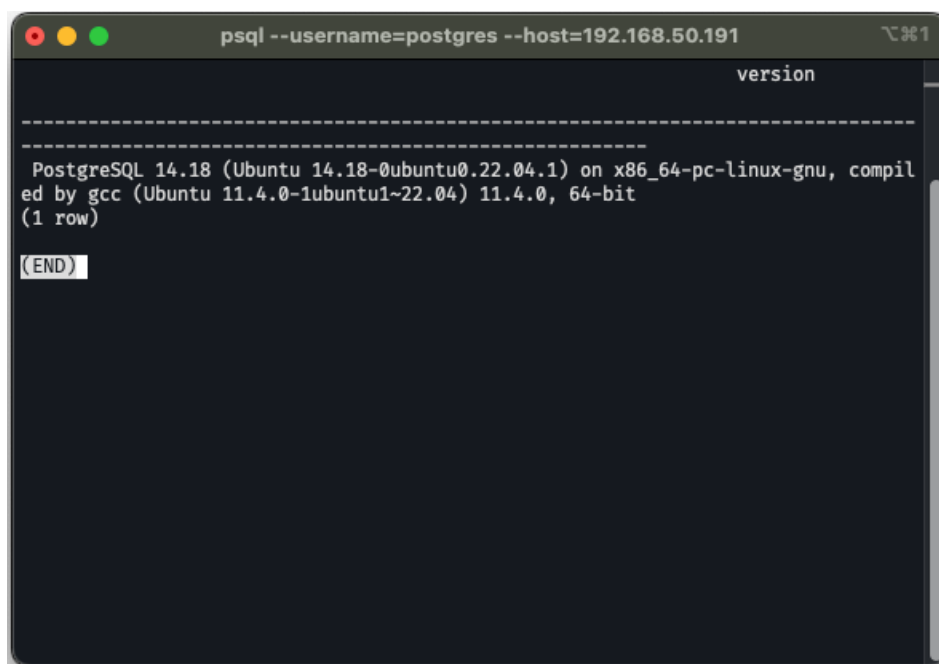 psql --username=postgres --host=192.168.50.191 ⌥⌘1
version
--------------------------------------------------------------------------------
--------------------------------------------------------
PostgreSQL 14.18 (Ubuntu 14.18-0ubuntu0.22.04.1) on x86_64-pc-linux-gnu, compil
ed by gcc (Ubuntu 11.4.0-1ubuntu1~22.04) 11.4.0, 64-bit
(1 row)
(END)